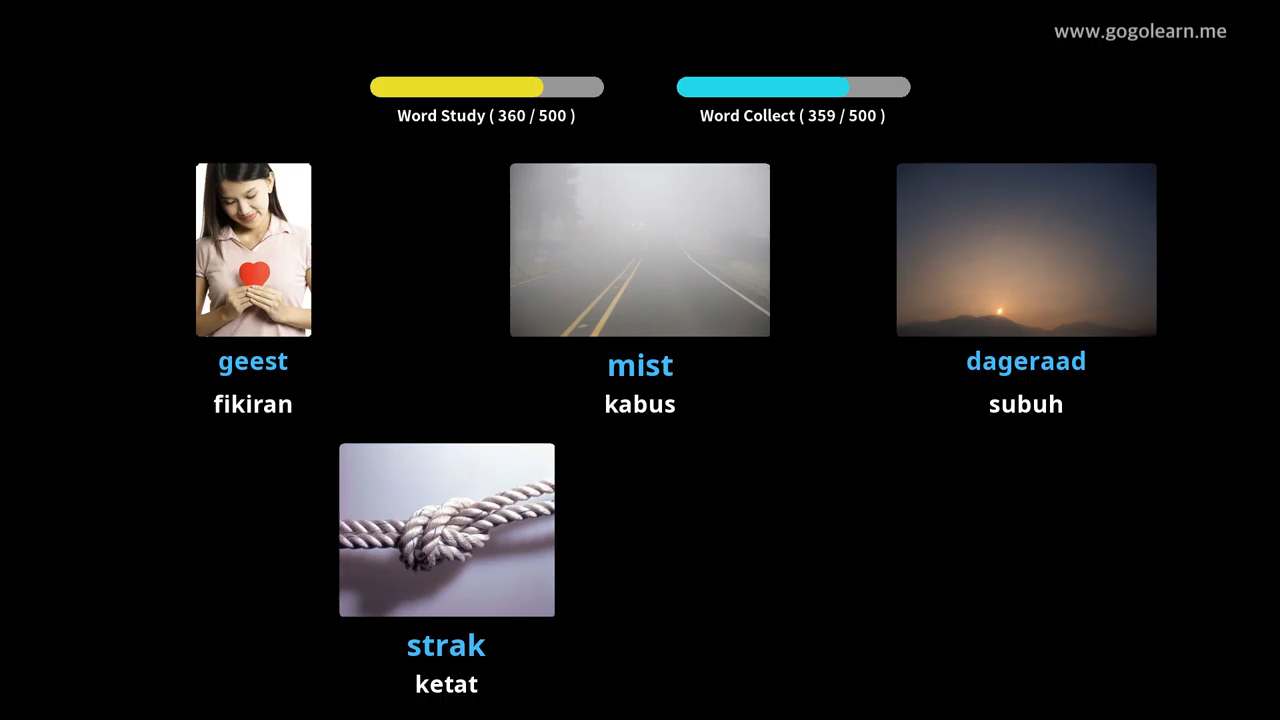 www.gogolearn.me
Word Study ( 360 / 500 )
Word Collect ( 359 / 500 )
geest
fikiran
mist
kabus
dageraad
subuh
strak
ketat